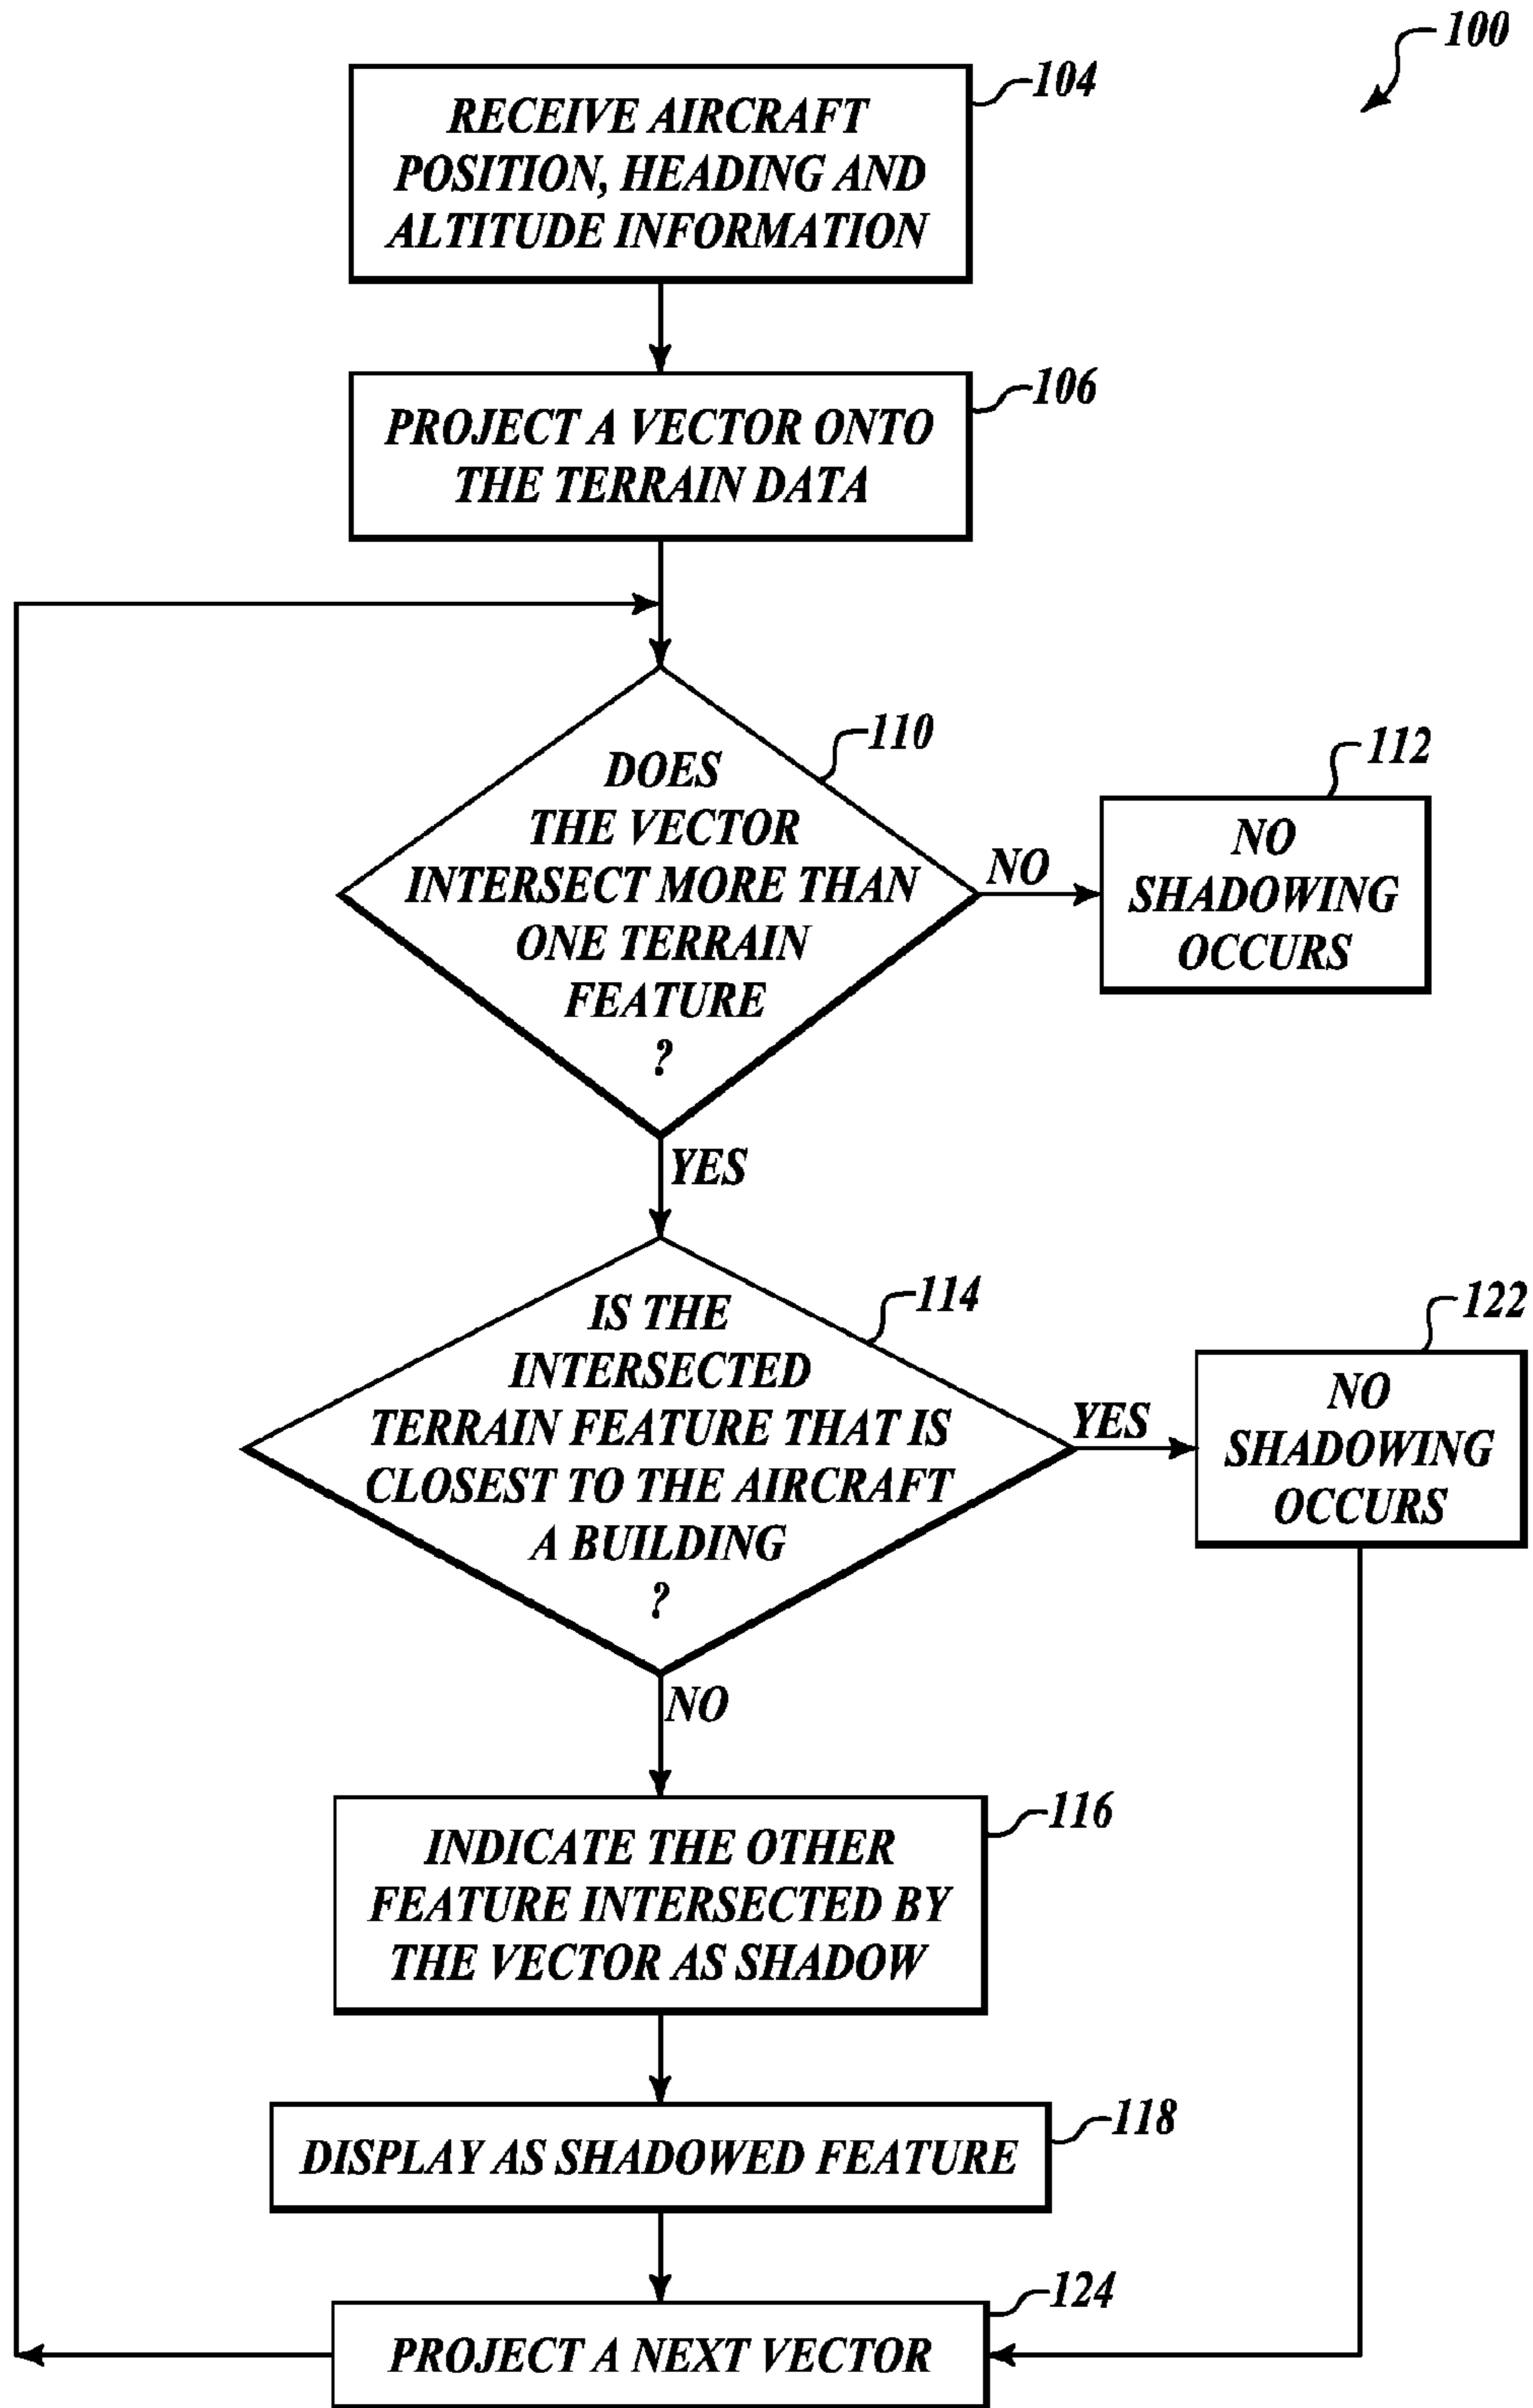 100
104
RECEIVE AIRCRAFT
POSITION, HEADING AND
ALTITUDE INFORMATION
106
PROJECT A VECTOR ONTO
THE TERRAIN DATA
110
DOES
THE VECTOR
INTERSECT MORE THAN
ONE TERRAIN
FEATURE
?
NO
112
NO
SHADOWING
OCCURS
YES
114
IS THE
INTERSECTED
TERRAIN FEATURE THAT IS
CLOSEST TO THE AIRCRAFT
A BUILDING
?
YES
122
NO
SHADOWING
OCCURS
NO
116
INDICATE THE OTHER
FEATURE INTERSECTED BY
THE VECTOR AS SHADOW
118
DISPLAY AS SHADOWED FEATURE
124
PROJECT A NEXT VECTOR